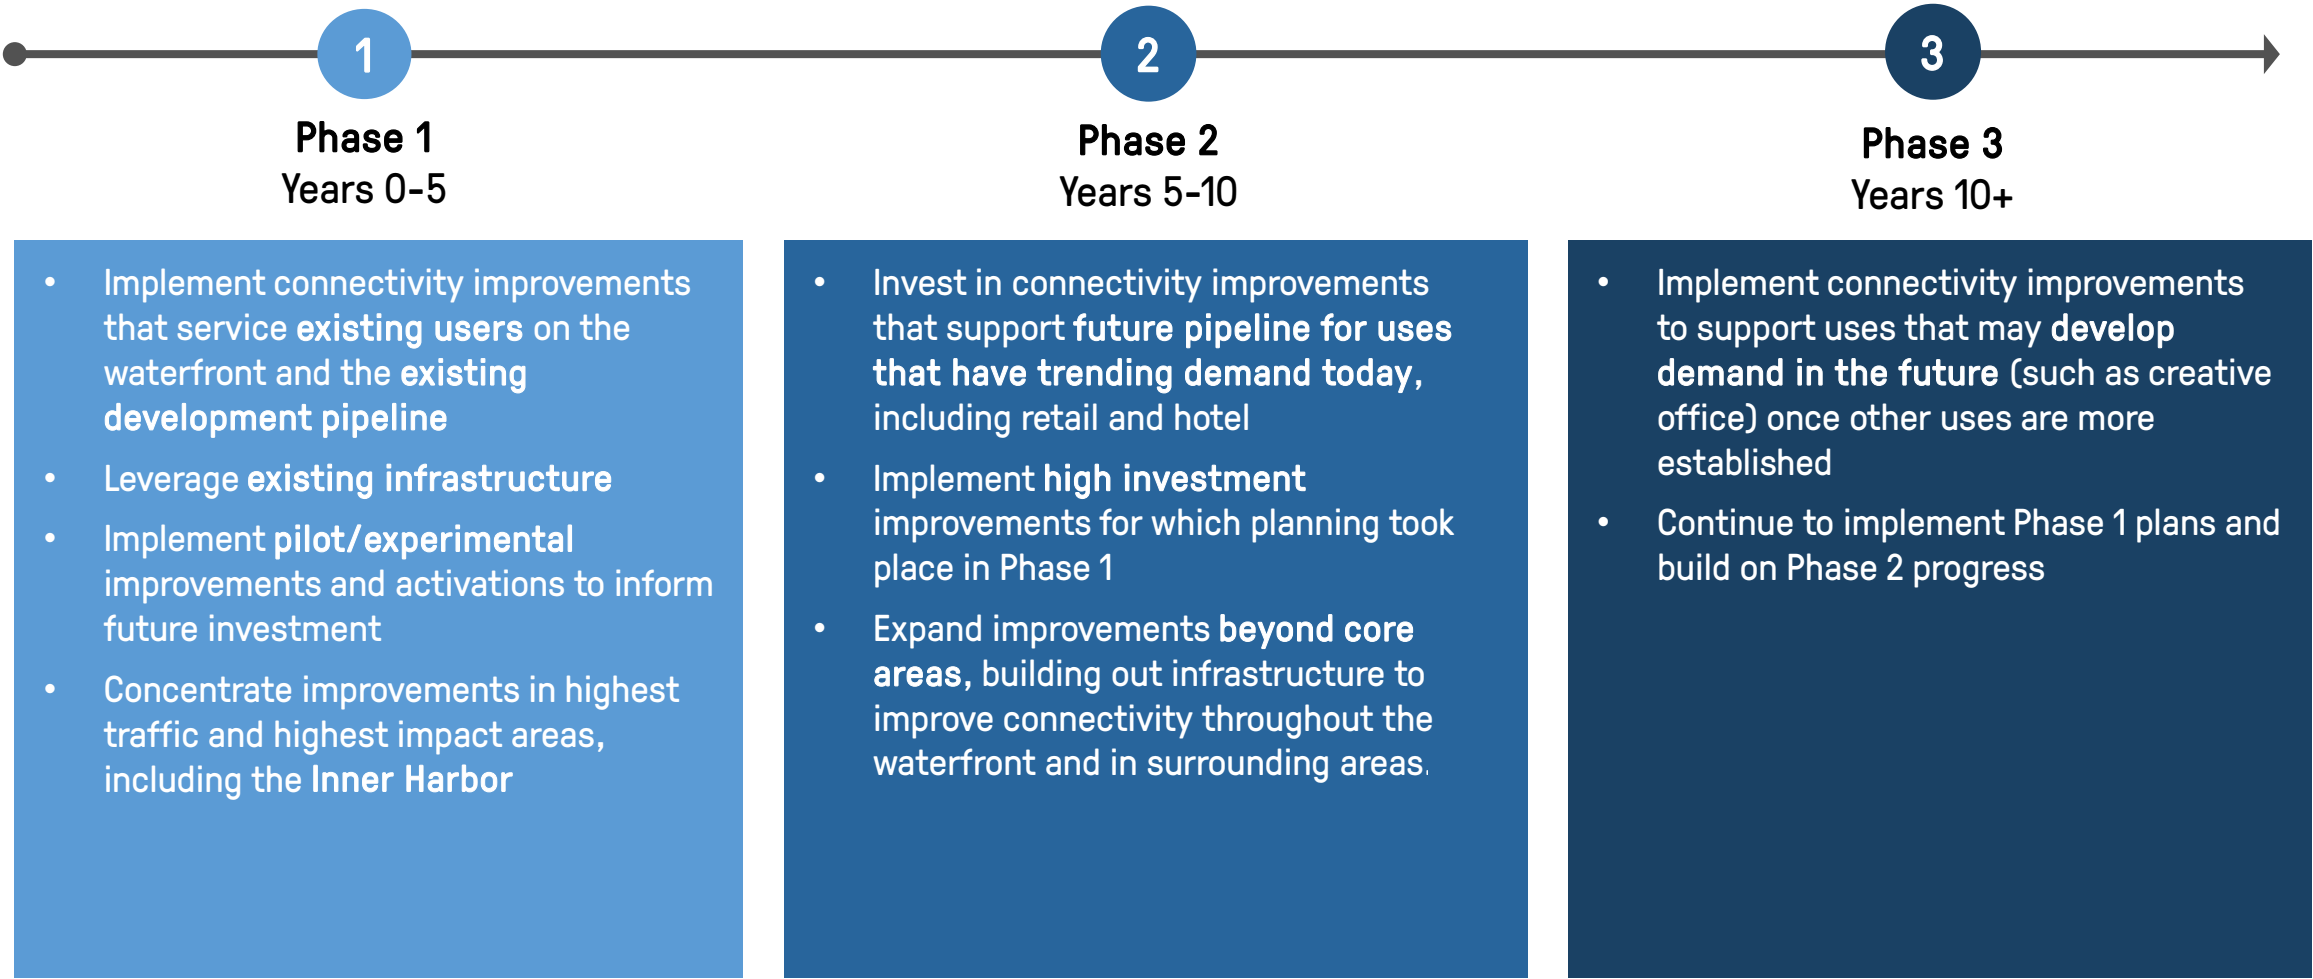 1
2
3
Phase 1
Years 0-5
Phase 2
Years 5-10
Phase 3
Years 10+
• Implement connectivity improvements
that service existing users on the
waterfront and the existing
development pipeline
• Leverage existing infrastructure
• Implement pilot/experimental
improvements and activations to inform
future investment
• Concentrate improvements in highest
traffic and highest impact areas,
including the Inner Harbor
• Invest in connectivity improvements
that support future pipeline for uses
that have trending demand today,
including retail and hotel
• Implement high investment
improvements for which planning took
place in Phase 1
• Expand improvements beyond core
areas, building out infrastructure to
improve connectivity throughout the
waterfront and in surrounding areas.
• Implement connectivity improvements
to support uses that may develop
demand in the future (such as creative
office) once other uses are more
established
• Continue to implement Phase 1 plans and
build on Phase 2 progress